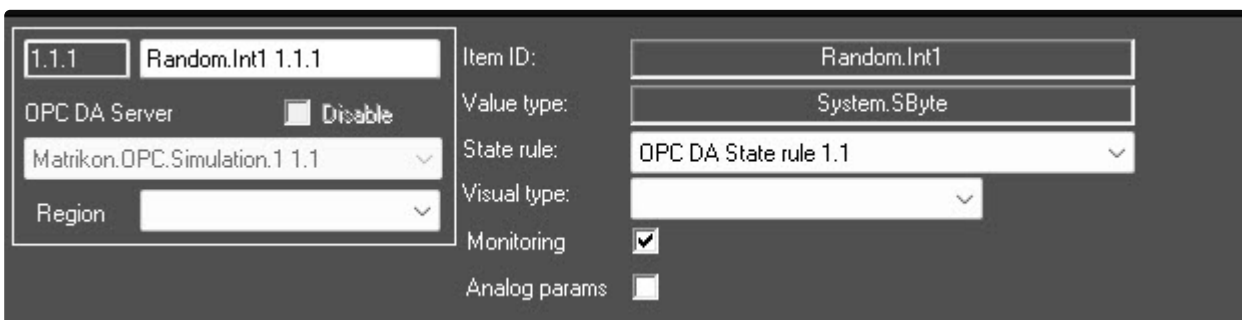 1.1.1 Random.Int1 1.1.1
OPC DA Server Disable
Matrikon.OPC.Simulation.1 1.1
Region
Item ID: Random.Int1
Value type: System.SByte
State rule: OPC DA State rule 1.1
Visual type:
Monitoring
Analog params